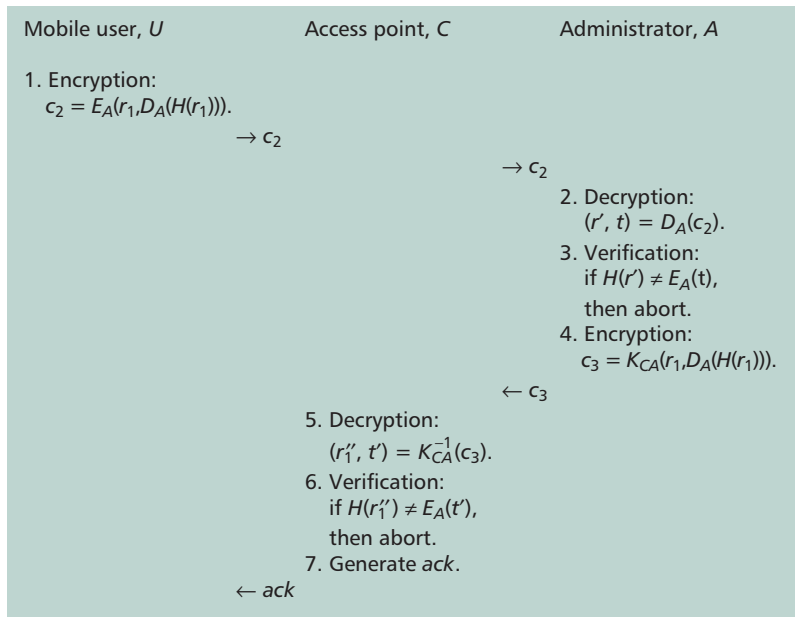 Mobile user, U Access point, C Administrator, A
1. Encryption:
c₂ = E_A(r₁,D_A(H(r₁))).
→ c₂
→ c₂
2. Decryption:
(r′, t) = D_A(c₂).
3. Verification:
if H(r′) ≠ E_A(t),
then abort.
4. Encryption:
c₃ = K_CA(r₁,D_A(H(r₁))).
← c₃
5. Decryption:
(r₁″, t′) = K_CA⁻¹(c₃).
6. Verification:
if H(r₁″) ≠ E_A(t′),
then abort.
7. Generate ack.
← ack